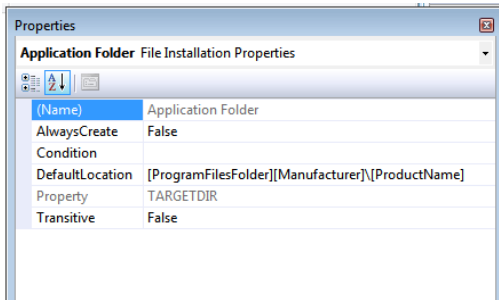 Properties
Application Folder File Installation Properties
(Name) Application Folder
AlwaysCreate False
Condition
DefaultLocation [ProgramFilesFolder][Manufacturer]\[ProductName]
Property TARGETDIR
Transitive False